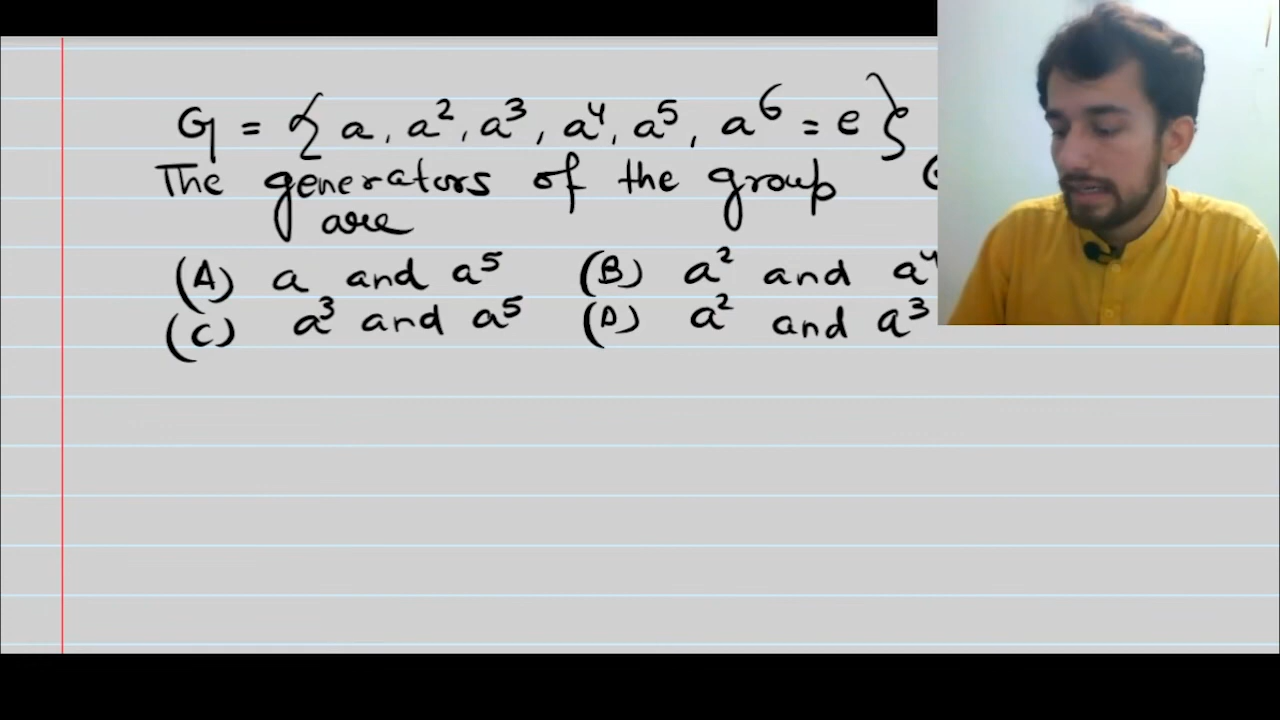 G = { a, a², a³, a⁴, a⁵, a⁶ = e }
The generators of the group
are
(A) a and a⁵ (B) a² and a⁴
(C) a³ and a⁵ (D) a² and a³